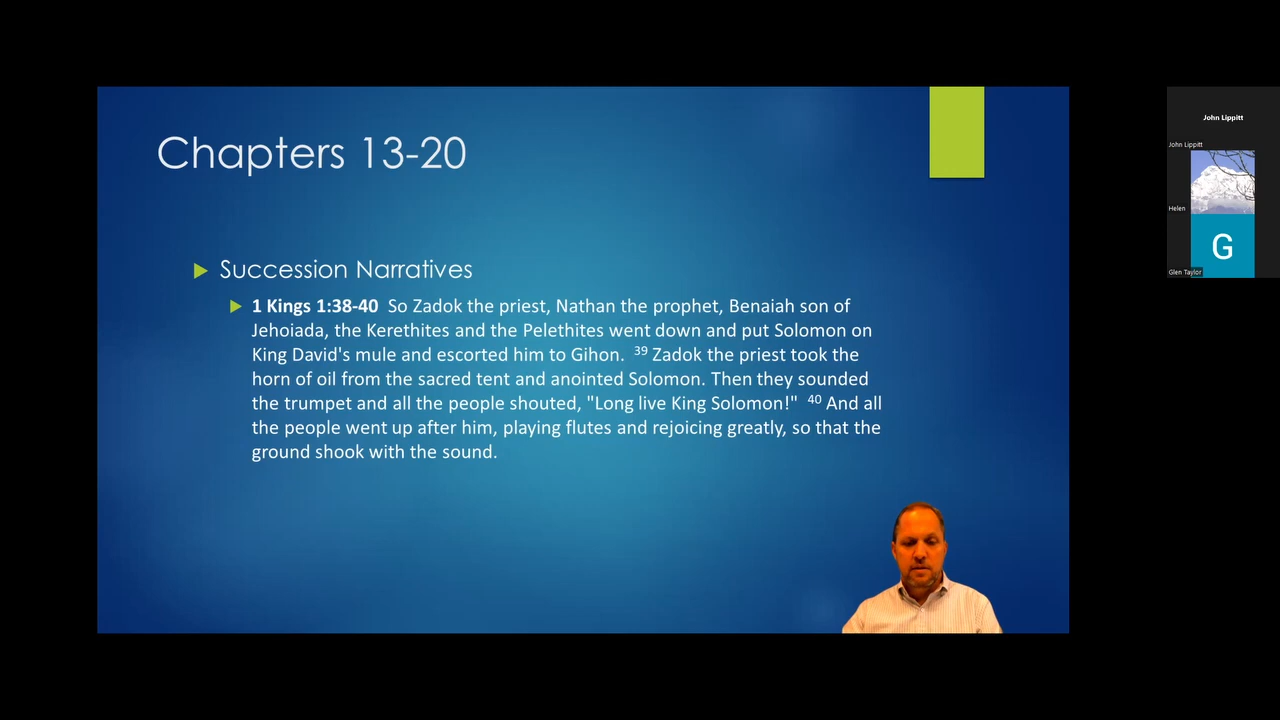 Chapters 13-20
Succession Narratives
1 Kings 1:38-40 So Zadok the priest, Nathan the prophet, Benaiah son of
Jehoiada, the Kerethites and the Pelethites went down and put Solomon on
King David's mule and escorted him to Gihon. 39 Zadok the priest took the
horn of oil from the sacred tent and anointed Solomon. Then they sounded
the trumpet and all the people shouted, "Long live King Solomon!" 40 And all
the people went up after him, playing flutes and rejoicing greatly, so that the
ground shook with the sound.
John Lippitt
John Lippitt
Helen
G
Glen Taylor